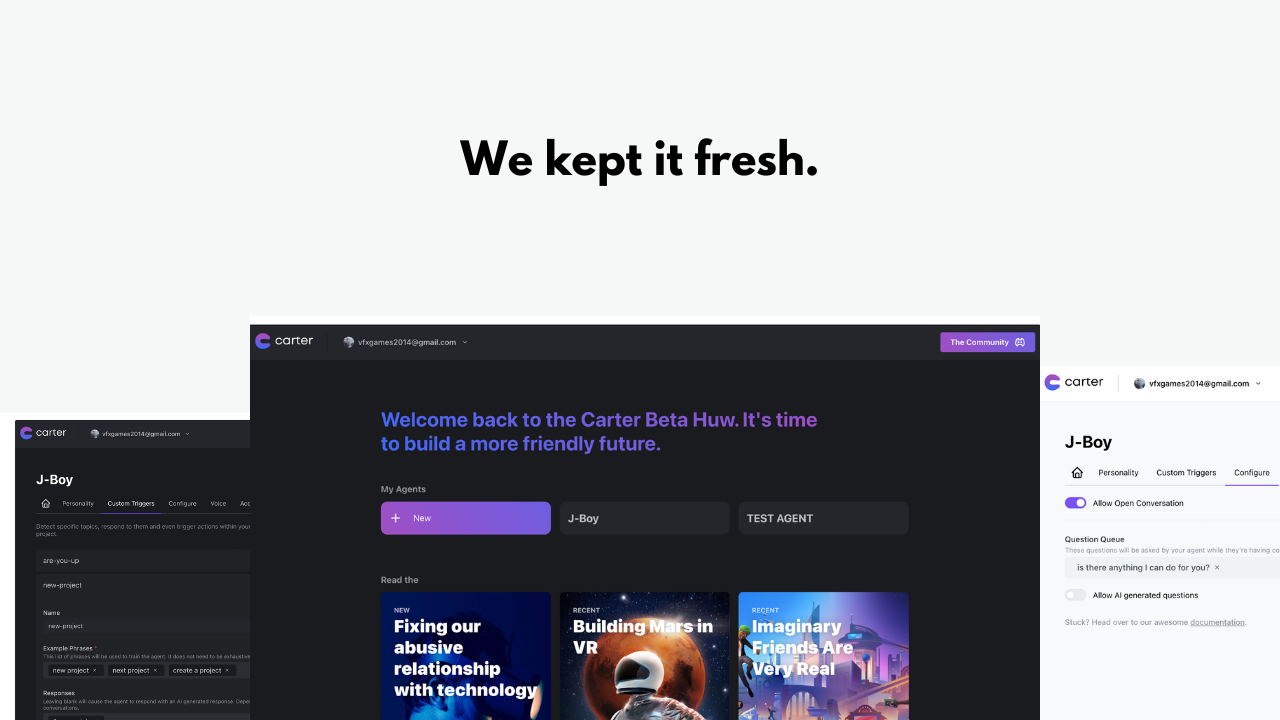 We kept it fresh.
carter
vfxgames2014@gmail.com
J-Boy
Personality
Custom Triggers
Configure
Voice
Detect specific topics, respond to them and even trigger actions within your
project.
are-you-up
new-project
Name
new-project
Example Phrases *
This list of phrases will be used to train the agent. It does not need to be exhaustive
new project ×
next project ×
create a project ×
Responses
Leaving blank will cause the agent to respond with an AI generated response.
conversations.
carter
vfxgames2014@gmail.com
The Community
Welcome back to the Carter Beta Huw. It's time
to build a more friendly future.
My Agents
+ New
J-Boy
TEST AGENT
Read the
NEW
Fixing our
abusive
relationship
with technology
RECENT
Building Mars in
VR
RECENT
Imaginary
Friends Are
Very Real
carter
vfxgames2014@gmail.com
J-Boy
Personality
Custom Triggers
Configure
Allow Open Conversation
Question Queue
These questions will be asked by your agent while they're having
is there anything I can do for you? ×
Allow AI generated questions
Stuck? Head over to our awesome documentation.